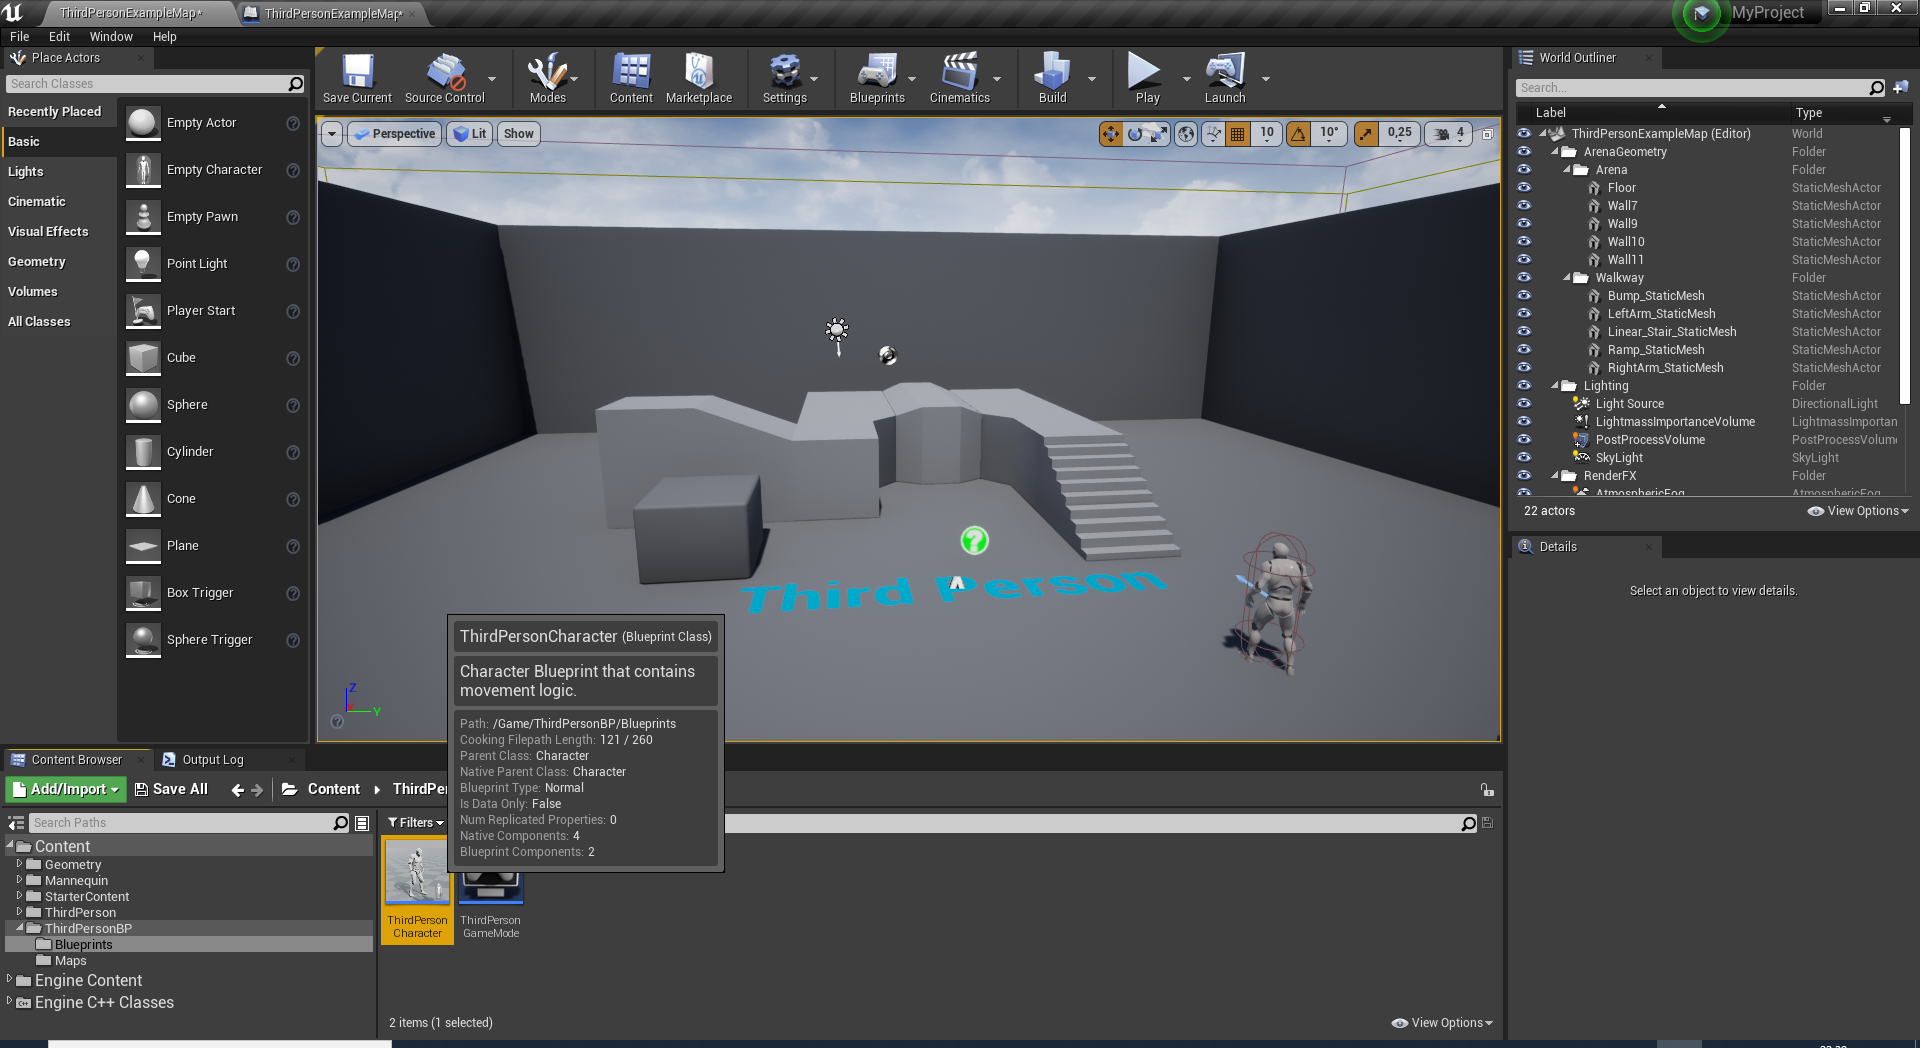 ThirdPersonExampleMap*
ThirdPersonExampleMap*
MyProject
File Edit Window Help
Place Actors
Search Classes
Recently Placed
Basic
Lights
Cinematic
Visual Effects
Geometry
Volumes
All Classes
Empty Actor
Empty Character
Empty Pawn
Point Light
Player Start
Cube
Sphere
Cylinder
Cone
Plane
Box Trigger
Sphere Trigger
Save Current Source Control Modes Content Marketplace Settings Blueprints Cinematics Build Play Launch
Perspective Lit Show
10 10° 0,25 4
Third Person
Z
X
Y
ThirdPersonCharacter (Blueprint Class)
Character Blueprint that contains
movement logic.
Path: /Game/ThirdPersonBP/Blueprints
Cooking Filepath Length: 121 / 260
Parent Class: Character
Native Parent Class: Character
Blueprint Type: Normal
Is Data Only: False
Num Replicated Properties: 0
Native Components: 4
Blueprint Components: 2
World Outliner
Search...
Label Type
ThirdPersonExampleMap (Editor) World
ArenaGeometry Folder
Arena Folder
Floor StaticMeshActor
Wall7 StaticMeshActor
Wall9 StaticMeshActor
Wall10 StaticMeshActor
Wall11 StaticMeshActor
Walkway Folder
Bump_StaticMesh StaticMeshActor
LeftArm_StaticMesh StaticMeshActor
Linear_Stair_StaticMesh StaticMeshActor
Ramp_StaticMesh StaticMeshActor
RightArm_StaticMesh StaticMeshActor
Lighting Folder
Light Source DirectionalLight
LightmassImportanceVolume LightmassImportan
PostProcessVolume PostProcessVolume
SkyLight SkyLight
RenderFX Folder
AtmosphericFog AtmosphericFog
22 actors View Options
Details
Select an object to view details.
Content Browser Output Log
Add/Import Save All Content ThirdPer
Search Paths
Filters
Content
Geometry
Mannequin
StarterContent
ThirdPerson
ThirdPersonBP
Blueprints
Maps
Engine Content
Engine C++ Classes
ThirdPerson
Character
ThirdPerson
GameMode
2 items (1 selected) View Options